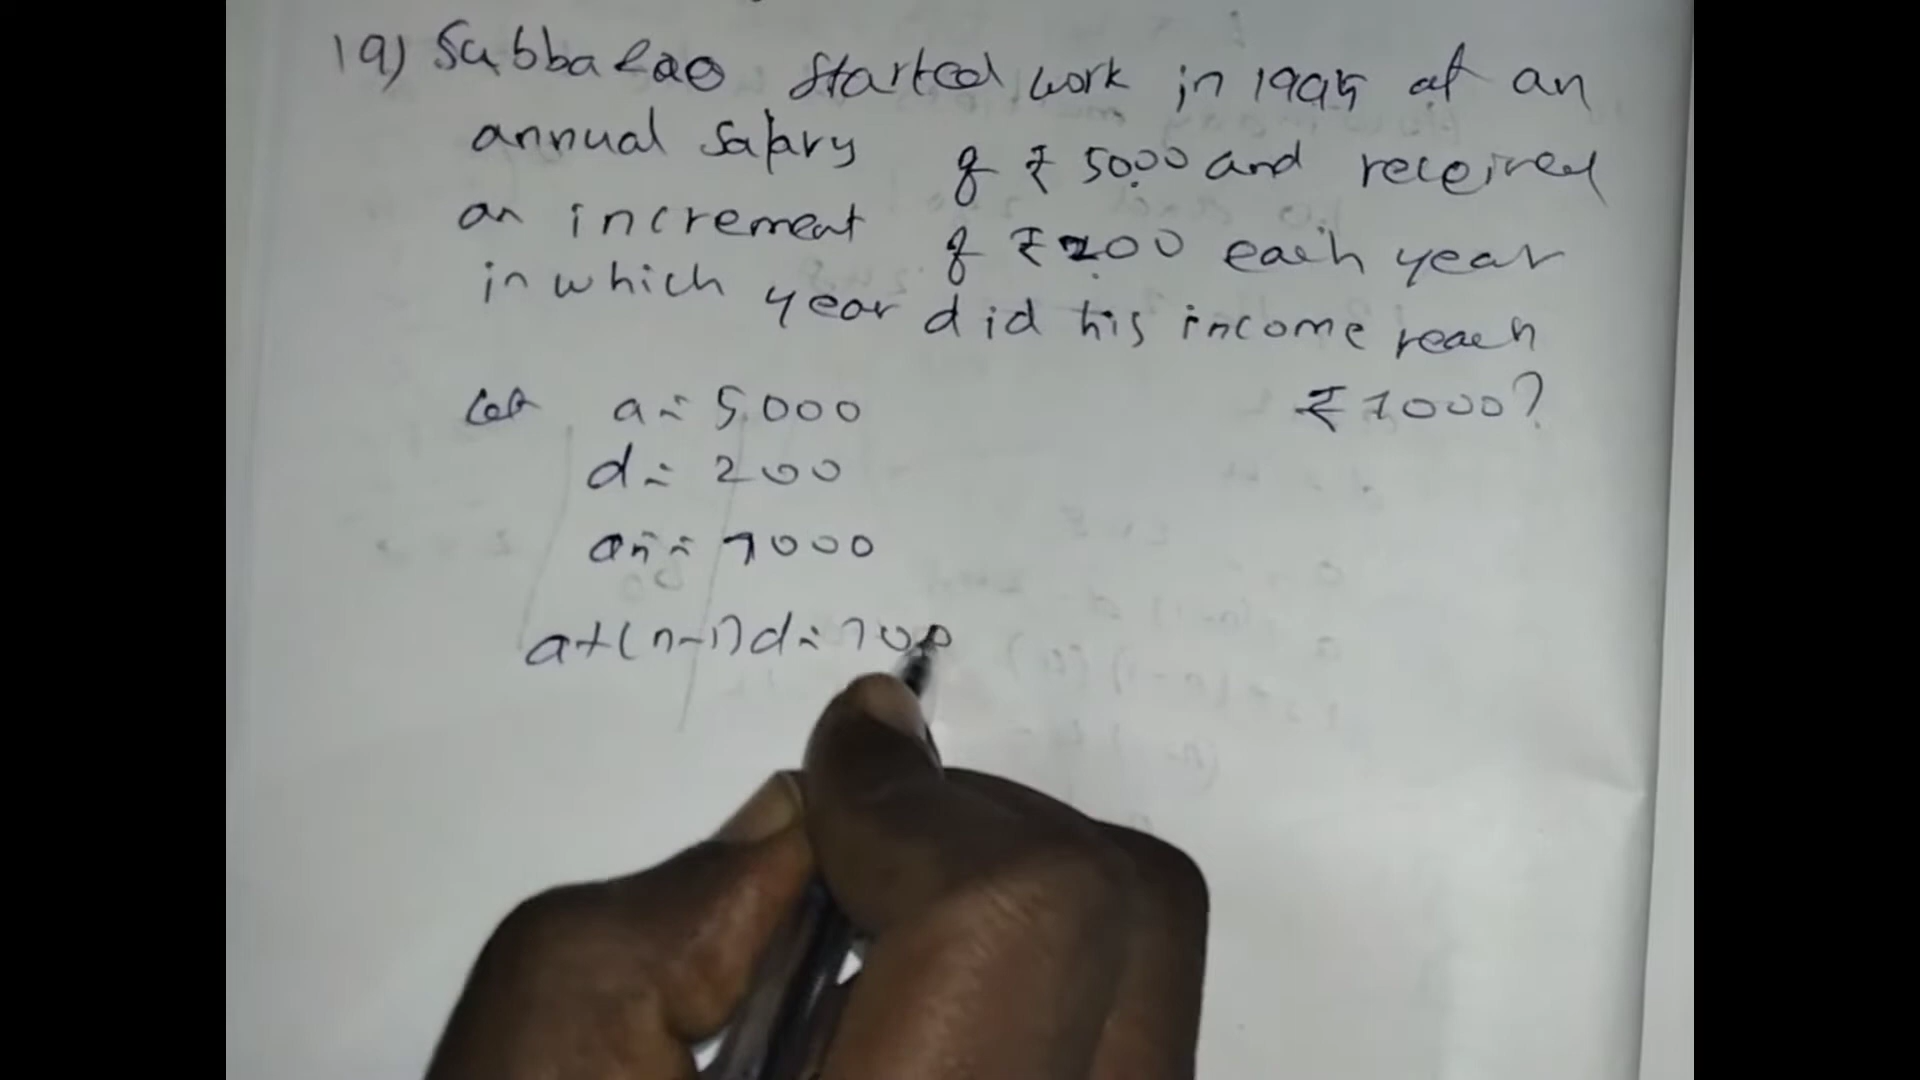 19) Subbarao started work in 1995 at an
annual salary of ₹ 5000 and received
an increment of ₹ 200 each year
in which year did his income reach
₹ 7000?
Let a = 5000
d = 200
an = 7000
a+(n-1)d = 700